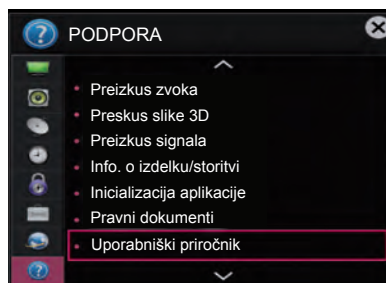 PODPORA
Preizkus zvoka
Preskus slike 3D
Preizkus signala
Info. o izdelku/storitvi
Inicializacija aplikacije
Pravni dokumenti
Uporabniški priročnik